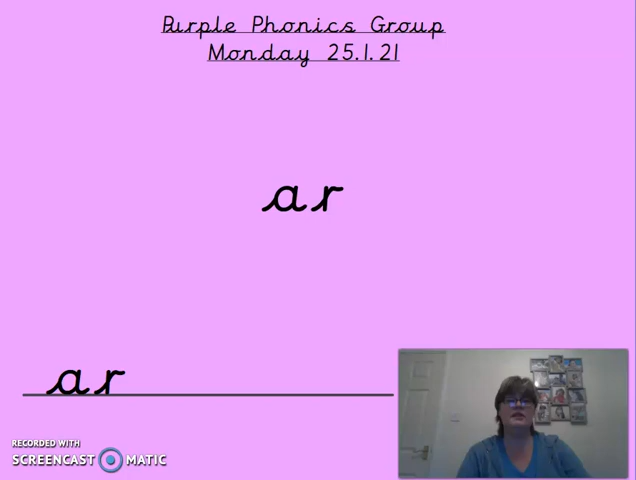 Purple Phonics Group
Monday 25.1.21
ar
ar
RECORDED WITH
SCREENCAST MATIC